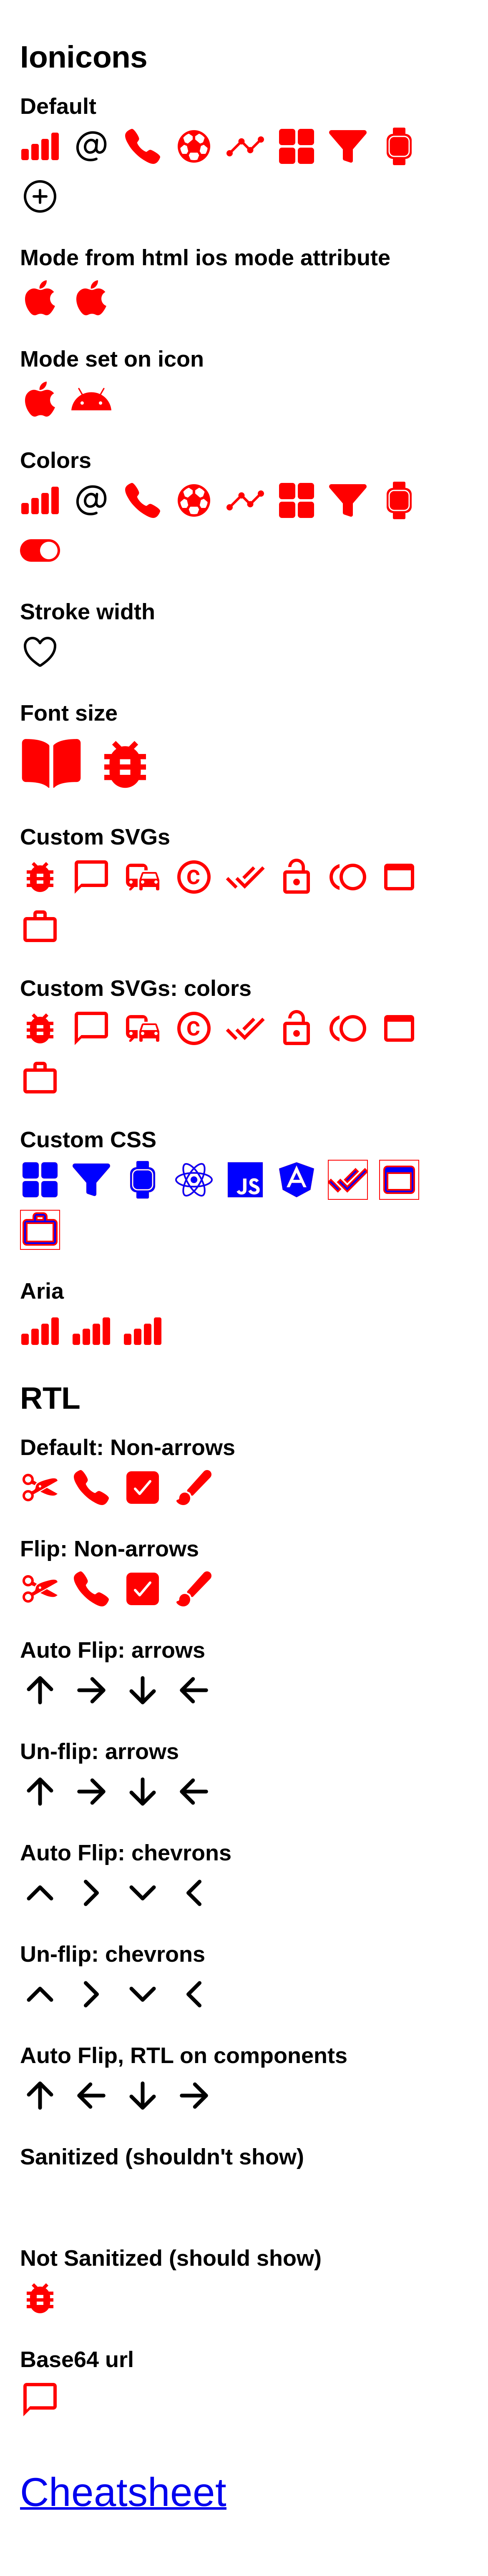 Ionicons
Default
Mode from html ios mode attribute
Mode set on icon
Colors
Stroke width
Font size
Custom SVGs
Custom SVGs: colors
Custom CSS
JS
Aria
RTL
Default: Non-arrows
Flip: Non-arrows
Auto Flip: arrows
Un-flip: arrows
Auto Flip: chevrons
Un-flip: chevrons
Auto Flip, RTL on components
Sanitized (shouldn't show)
Not Sanitized (should show)
Base64 url
Cheatsheet